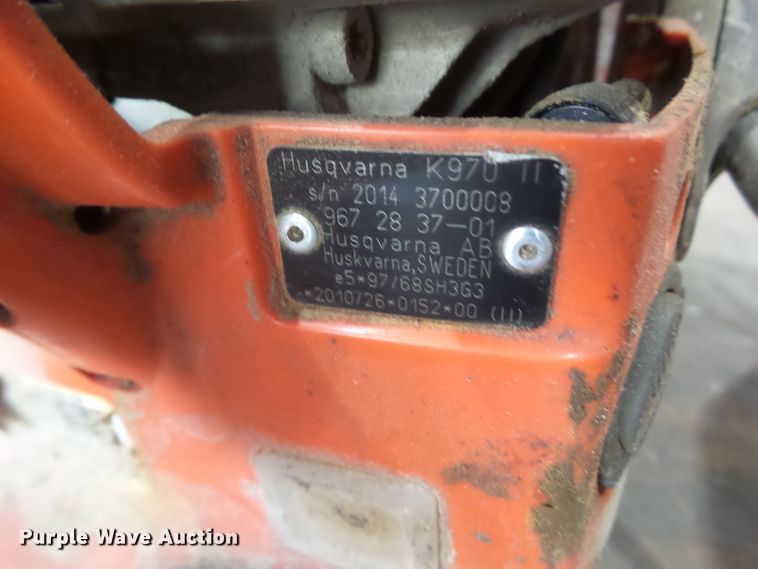 Husqvarna K970 II
s/n 2014 3700008
967 28 37-01
Husqvarna AB
Huskvarna, SWEDEN
e5*97/68SH3G3
*2010/26*0152*00 (II)
Purple Wave Auction